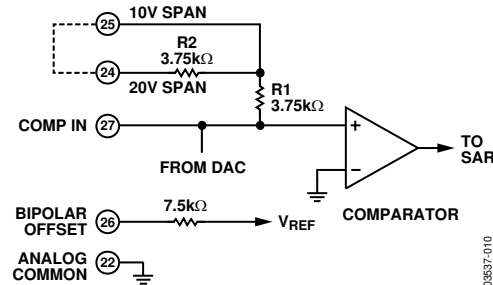 25
10V SPAN
R2
3.75kΩ
24
20V SPAN
R1
3.75kΩ
COMP IN
27
+
–
TO
SAR
FROM DAC
COMPARATOR
BIPOLAR
OFFSET
26
7.5kΩ
VREF
ANALOG
COMMON
22
03537-010